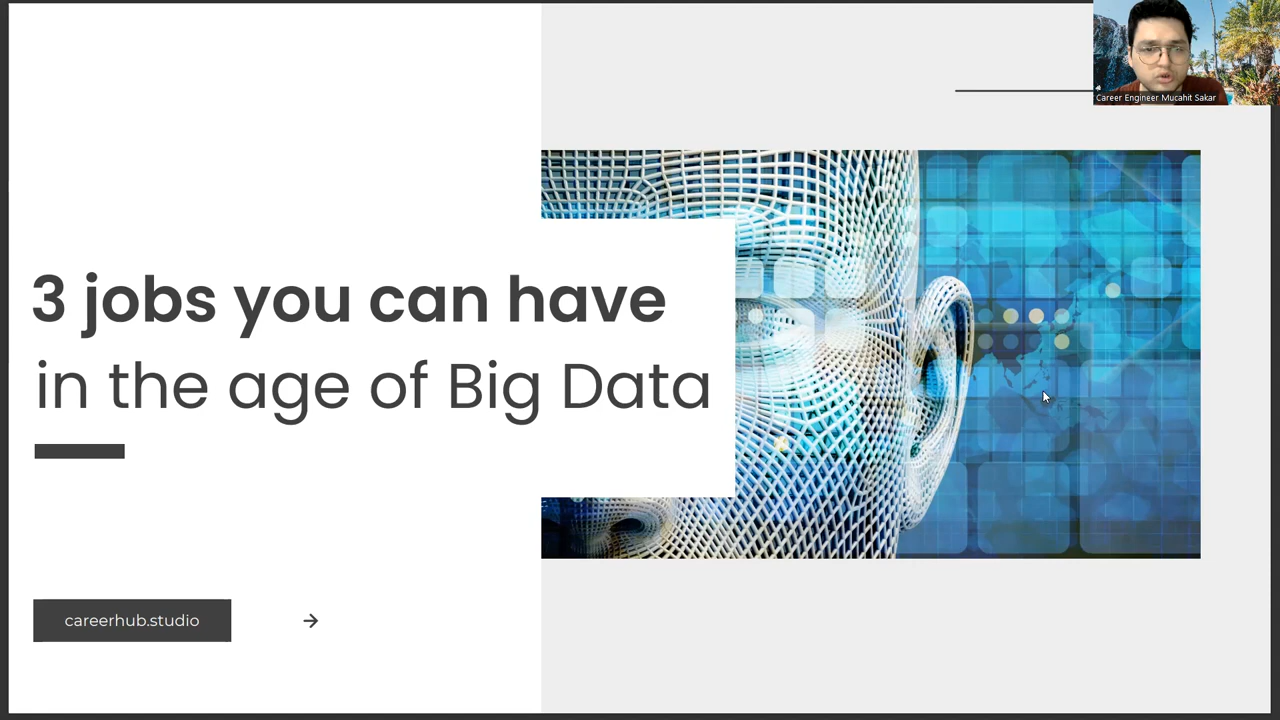 Career Engineer Mucahit Sakar
3 jobs you can have
in the age of Big Data
careerhub.studio